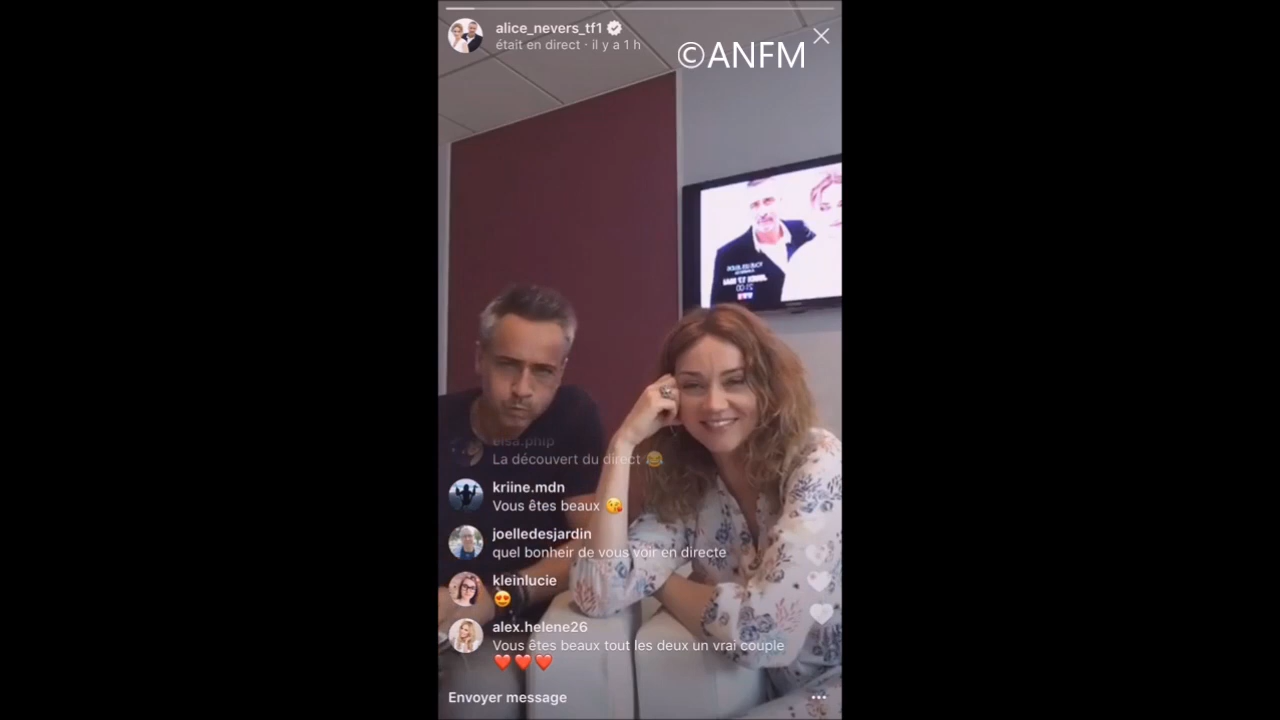 alice_nevers_tf1
était en direct · il y a 1 h
©ANFM
elsa.phip
La découvert du direct 😂
kriine.mdn
Vous êtes beaux 😘
joelledesjardin
quel bonheir de vous voir en directe
kleinlucie
😍
alex.helene26
Vous êtes beaux tout les deux un vrai couple
❤️❤️❤️
Envoyer message